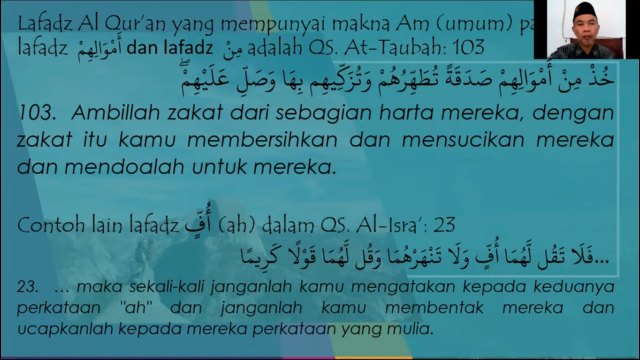 Lafadz Al Qur'an yang mempunyai makna Am (umum) pa
lafadz أَمْوَالِهِمْ dan lafadz مِنْ adalah QS. At-Taubah: 103
خُذْ مِنْ أَمْوَالِهِمْ صَدَقَةً تُطَهِّرُهُمْ وَتُزَكِّيهِم بِهَا وَصَلِّ عَلَيْهِمْۖ
103. Ambillah zakat dari sebagian harta mereka, dengan
zakat itu kamu membersihkan dan mensucikan mereka
dan mendoalah untuk mereka.
Contoh lain lafadz أُفٍّ (ah) dalam QS. Al-Isra': 23
...فَلَا تَقُل لَّهُمَا أُفٍّ وَلَا تَنْهَرْهُمَا وَقُل لَّهُمَا قَوْلًا كَرِيمًا
23. ... maka sekali-kali janganlah kamu mengatakan kepada keduanya
perkataan "ah" dan janganlah kamu membentak mereka dan
ucapkanlah kepada mereka perkataan yang mulia.